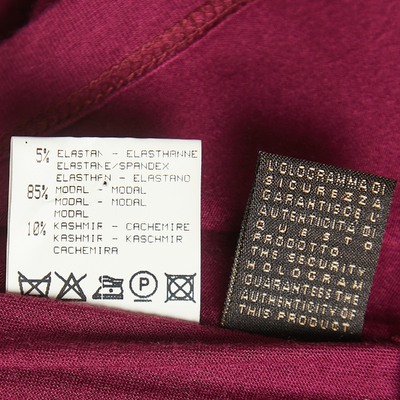 5% ELASTAN - ELASTHANNE
ELASTANE/SPANDEX
ELASTHAN - ELASTAND
85% MODAL - MODAL
MODAL - MODAL
MODAL
10% KASHMIR - CACHEMIRE
KASHMIR - KASCHMIR
CACHEMIRA
P
L'OLOGRAMMA DI
SICUREZZA
GARANTISCE L'
AUTENTICITÀ DI
QUESTO
PRODOTTO
THE SECURITY
HOLOGRAM
GUARANTEES THE
AUTHENTICITY OF
THIS PRODUCT